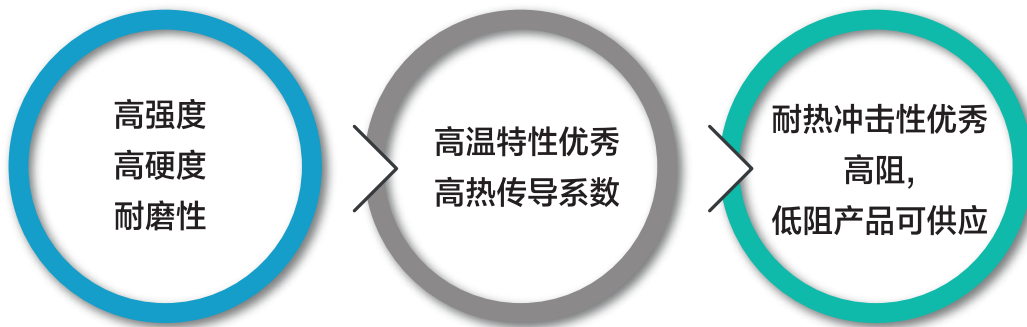 高强度
高硬度
耐磨性
高温特性优秀
高热传导系数
耐热冲击性优秀
高阻,
低阻产品可供应